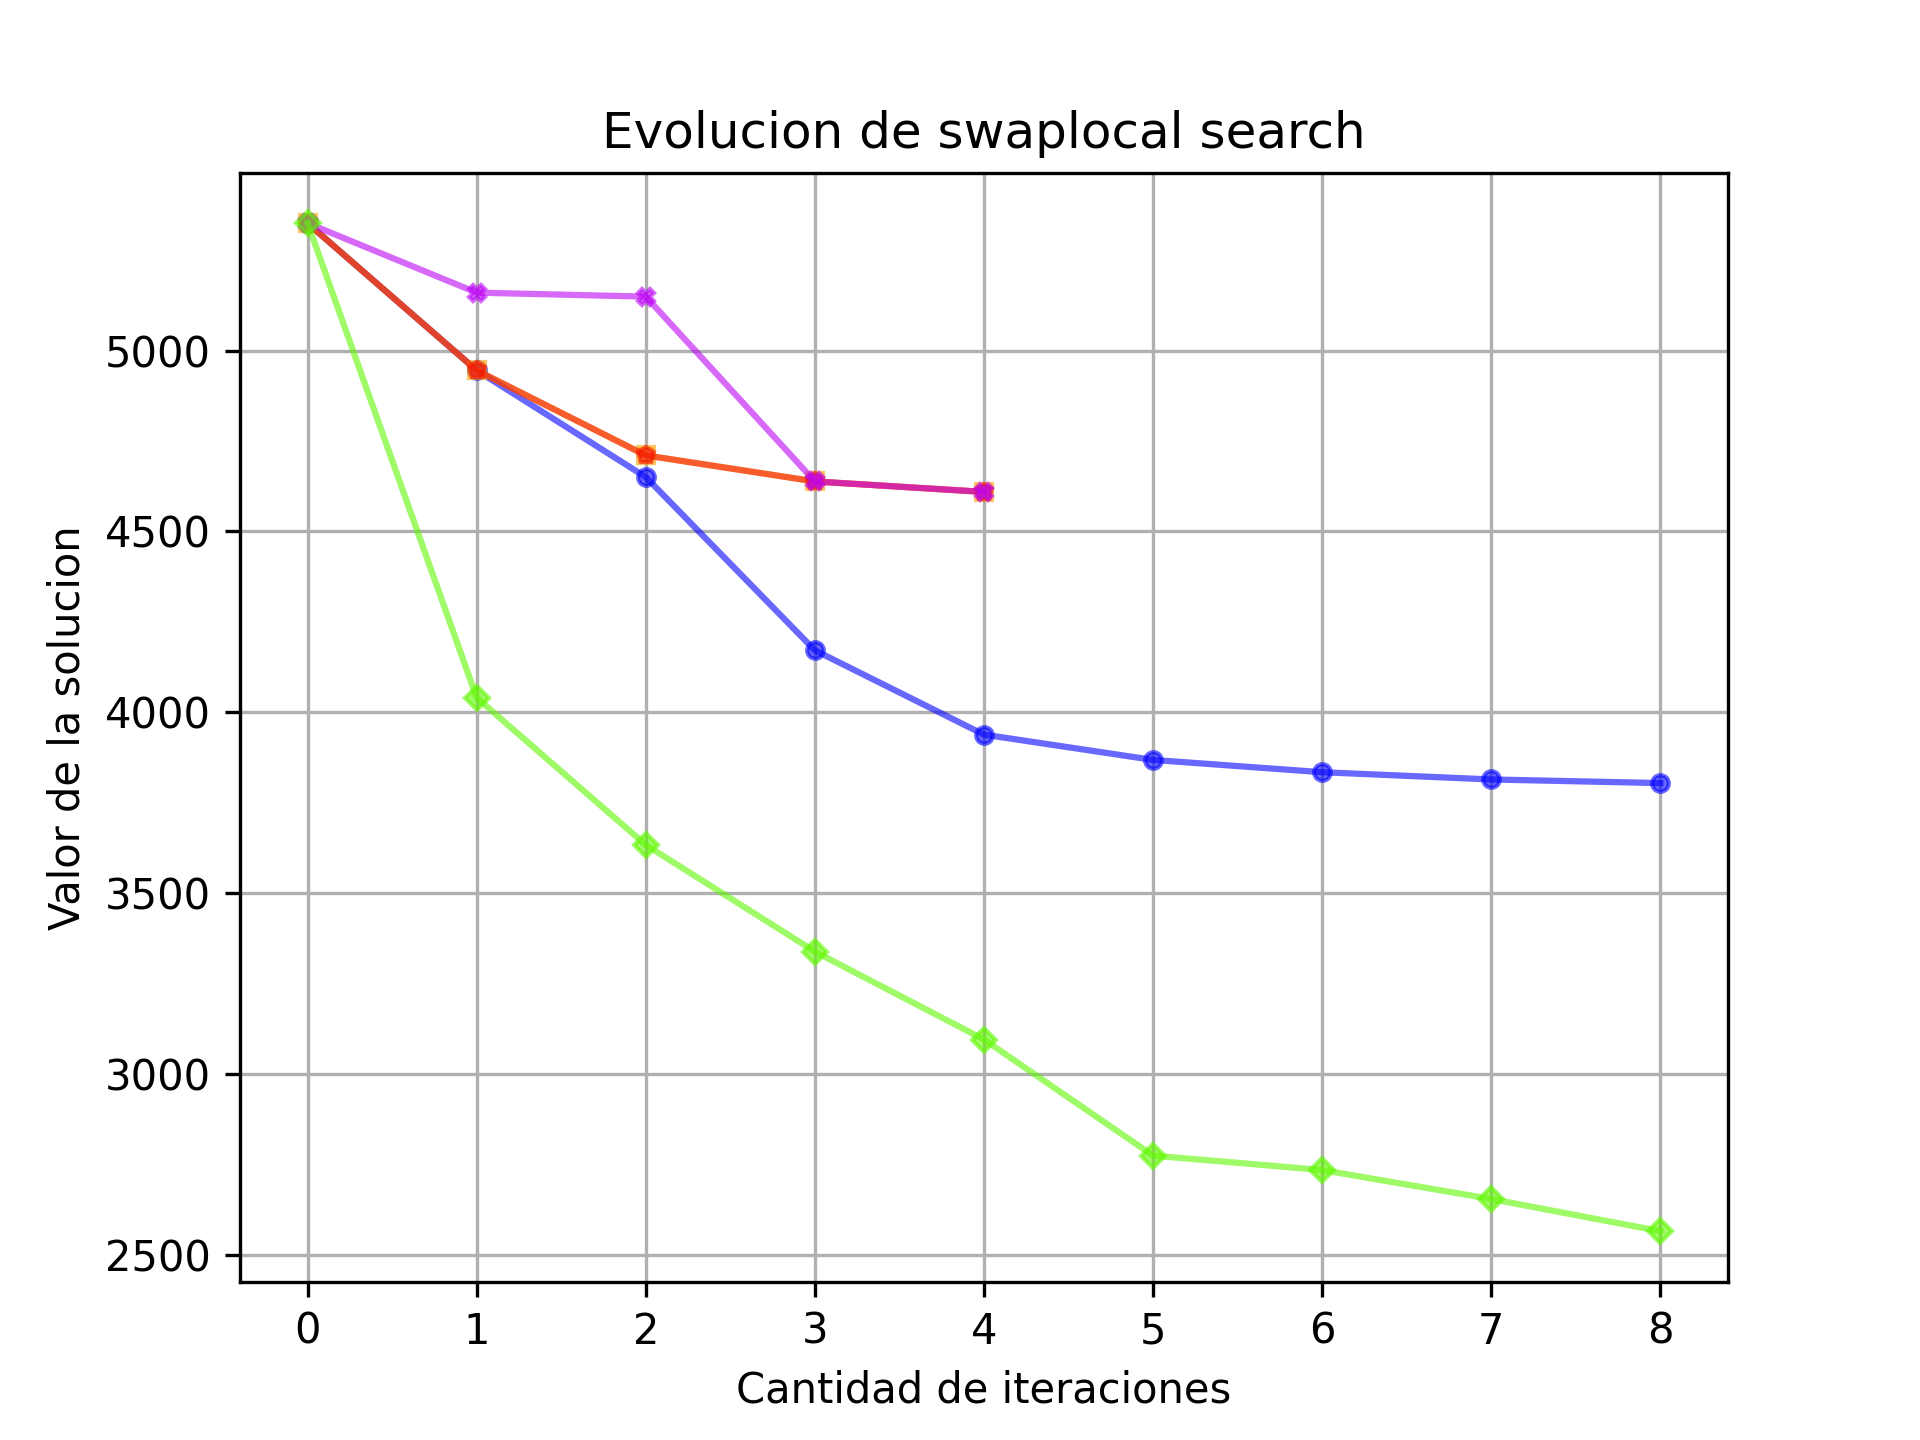 Evolucion de swaplocal search
Valor de la solucion
5000
4500
4000
3500
3000
2500
0 1 2 3 4 5 6 7 8
Cantidad de iteraciones